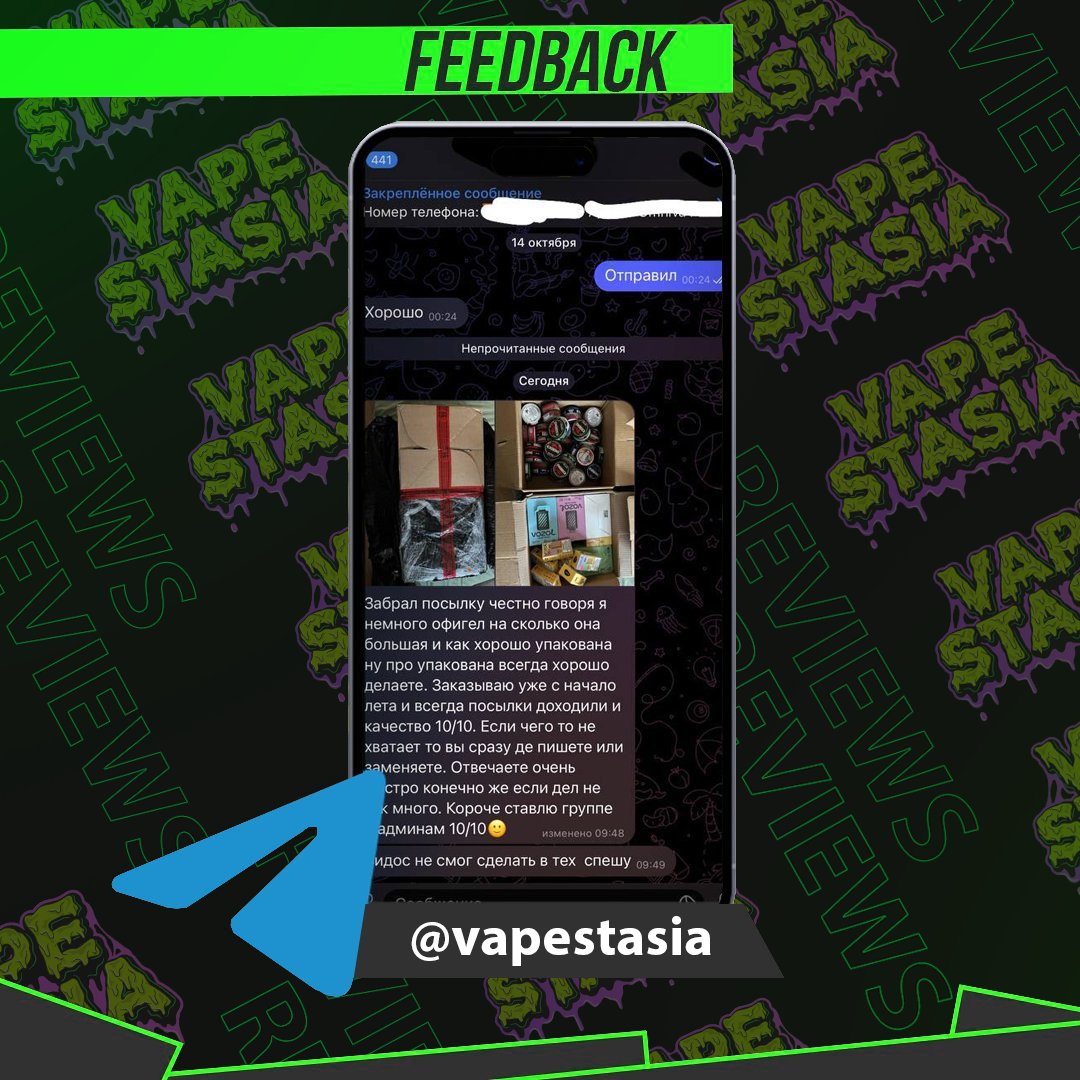 FEEDBACK
VAPE
STASIA
REVIEWS
441
Закреплённое сообщение
Номер телефона:
14 октября
Отправил 00:24
Хорошо 00:24
Непрочитанные сообщения
Сегодня
VOZOL
Забрал посылку честно говоря я
немного офигел на сколько она
большая и как хорошо упакована
ну про упакована всегда хорошо
делаете. Заказываю уже с начало
лета и всегда посылки доходили и
качество 10/10. Если чего то не
хватает то вы сразу де пишете или
заменяете. Отвечаете очень
конечно же если дел не
много. Короче ставлю группе
админам 10/10🙂 изменено 09:48
не смог сделать в тех спешу 09:49
@vapestasia